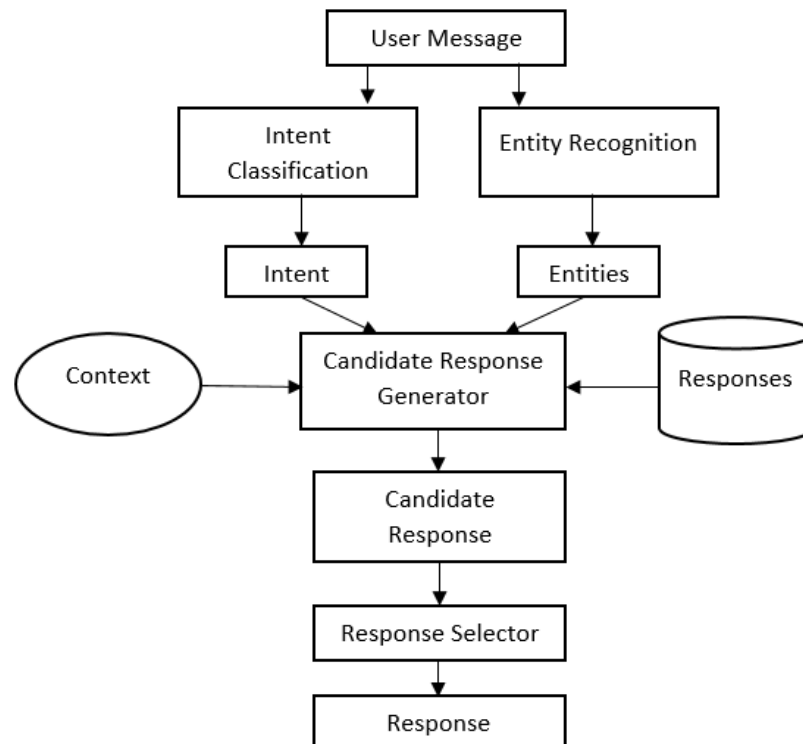 User Message
Intent
Classification
Entity Recognition
Intent
Entities
Context
Candidate Response
Generator
Responses
Candidate
Response
Response Selector
Response